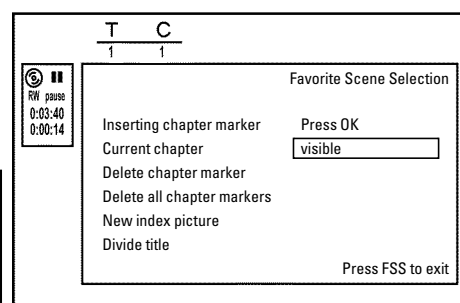 T C
1 1
RW pause
0:03:40
0:00:14
Favorite Scene Selection
Inserting chapter marker Press OK
Current chapter visible
Delete chapter marker
Delete all chapter markers
New index picture
Divide title
Press FSS to exit